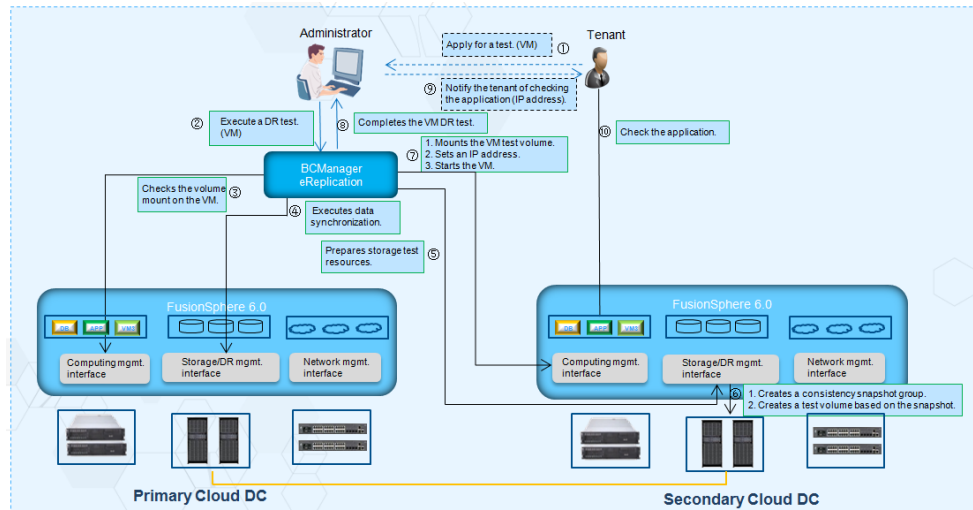 Administrator
Tenant
Apply for a test. (VM)
①
⑨
Notify the tenant of checking
the application (IP address).
②
Execute a DR test.
(VM)
⑧
Completes the VM DR test.
⑩
Check the application.
⑦
1. Mounts the VM test volume.
2. Sets an IP address.
3. Starts the VM.
BCManager
eReplication
Checks the volume
mount on the VM.
③
④
Executes data
synchronization.
Prepares storage test
resources.
⑤
FusionSphere 6.0
DB
APP
VM3
Computing mgmt.
interface
Storage/DR mgmt.
interface
Network mgmt.
interface
FusionSphere 6.0
DB
APP
VM3
Computing mgmt.
interface
Storage/DR mgmt.
interface
Network mgmt.
interface
⑥
1. Creates a consistency snapshot group.
2. Creates a test volume based on the snapshot.
Primary Cloud DC
Secondary Cloud DC